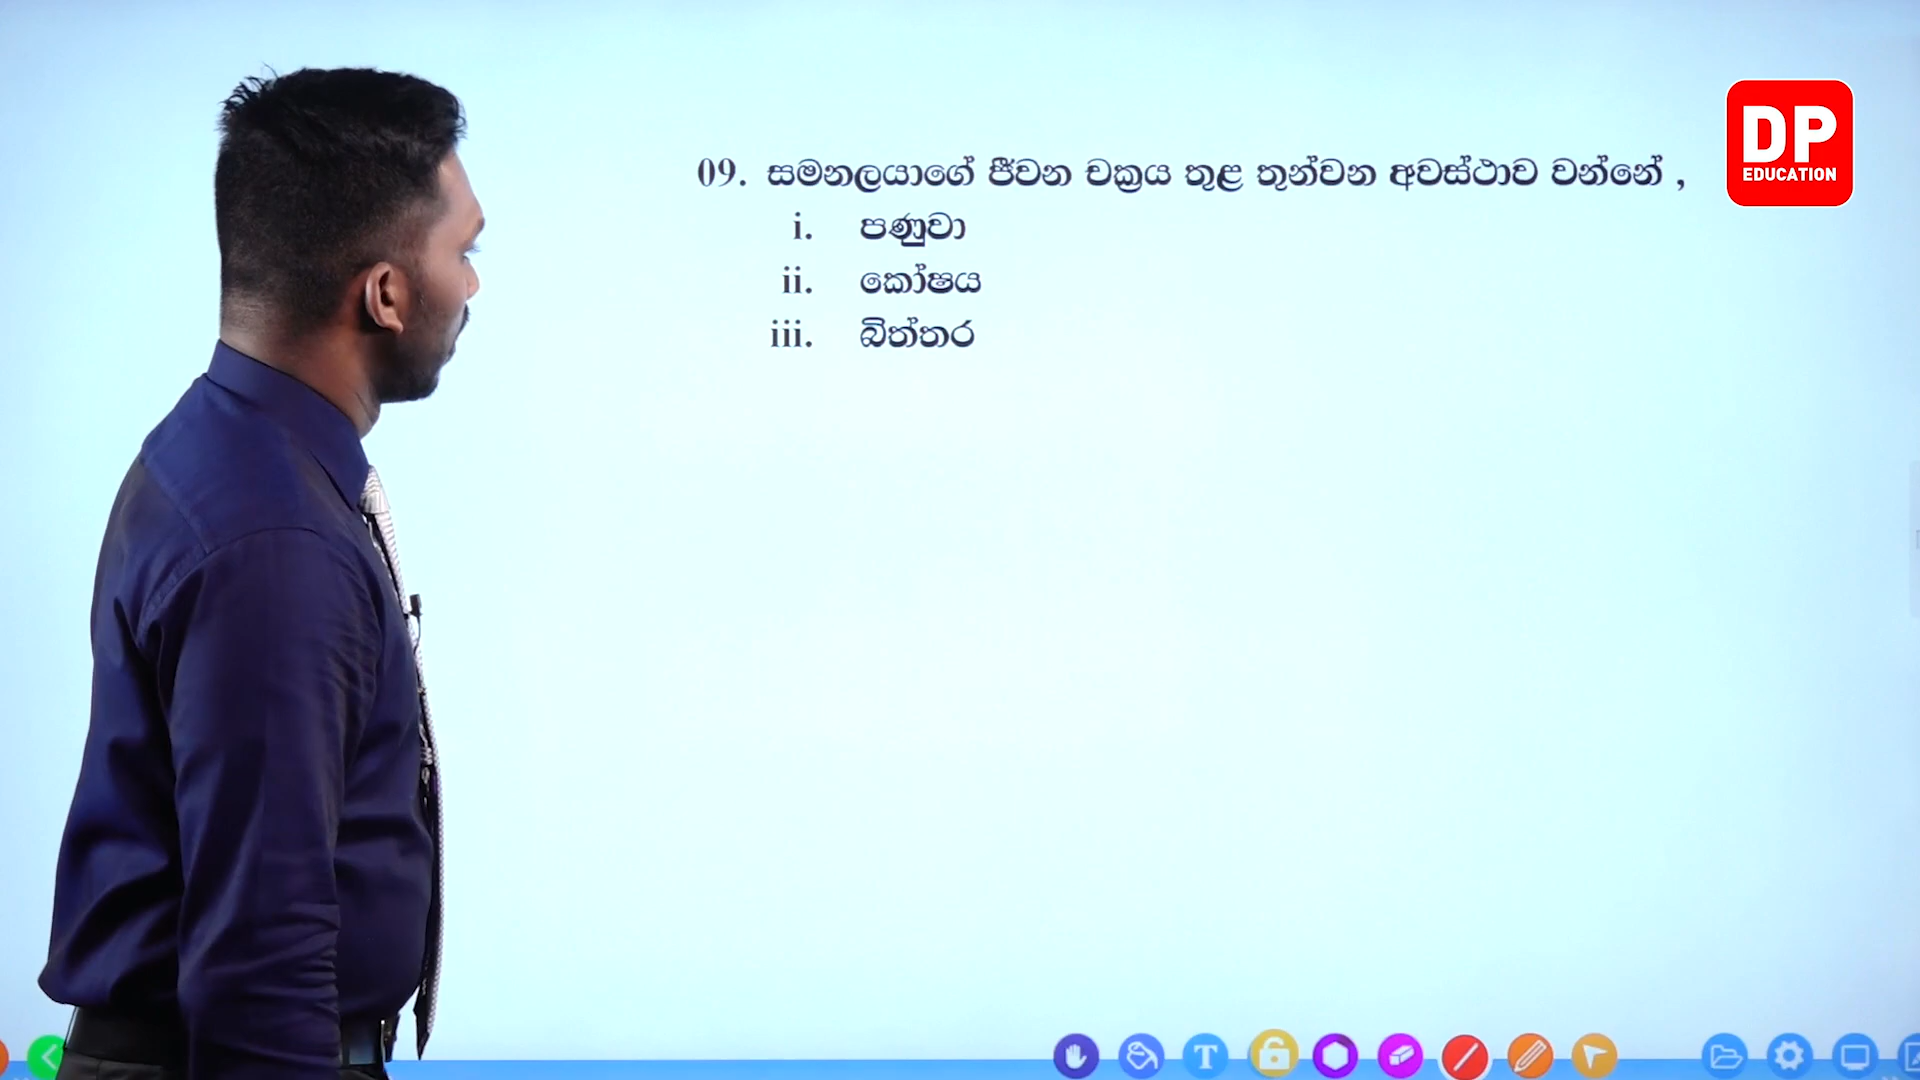 DP
EDUCATION
09. සමනලයාගේ ජීවන චක්‍රය තුළ තුන්වන අවස්ථාව වන්නේ ,
i. පණුවා
ii. කෝෂය
iii. බිත්තර
T